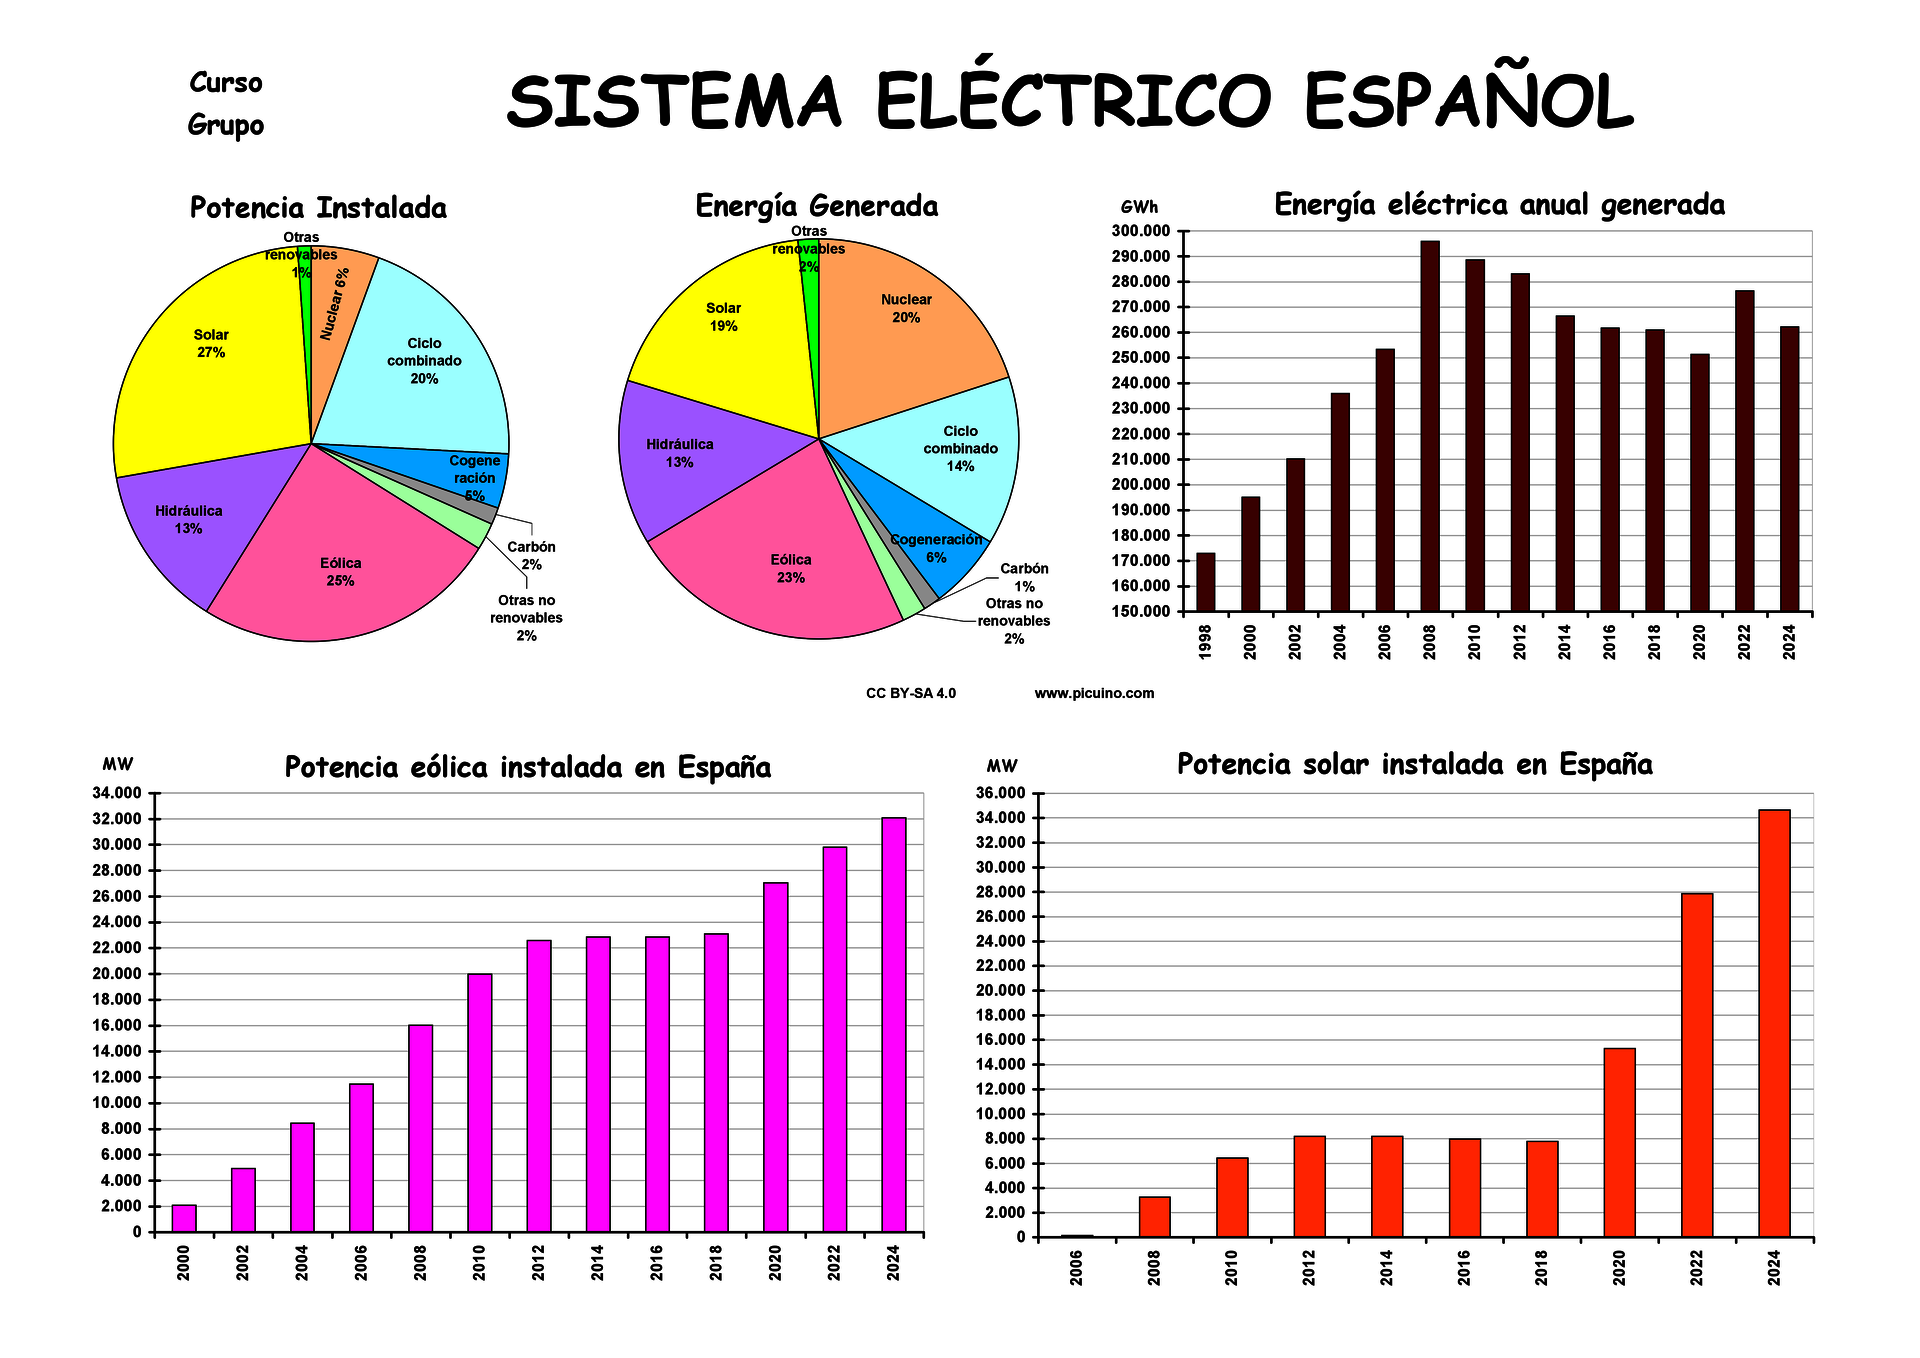 Curso
Grupo
SISTEMA ELÉCTRICO ESPAÑOL
Potencia Instalada
Otras
renovables
1%
Nuclear 6%
Ciclo
combinado
20%
Cogene
ración
5%
Carbón
2%
Otras no
renovables
2%
Eólica
25%
Hidráulica
13%
Solar
27%
Energía Generada
Otras
renovables
2%
Nuclear
20%
Ciclo
combinado
14%
Cogeneración
6%
Carbón
1%
Otras no
renovables
2%
Eólica
23%
Hidráulica
13%
Solar
19%
GWh
Energía eléctrica anual generada
300.000
290.000
280.000
270.000
260.000
250.000
240.000
230.000
220.000
210.000
200.000
190.000
180.000
170.000
160.000
150.000
1998
2000
2002
2004
2006
2008
2010
2012
2014
2016
2018
2020
2022
2024
CC BY-SA 4.0
www.picuino.com
MW
Potencia eólica instalada en España
34.000
32.000
30.000
28.000
26.000
24.000
22.000
20.000
18.000
16.000
14.000
12.000
10.000
8.000
6.000
4.000
2.000
0
2000
2002
2004
2006
2008
2010
2012
2014
2016
2018
2020
2022
2024
MW
Potencia solar instalada en España
36.000
34.000
32.000
30.000
28.000
26.000
24.000
22.000
20.000
18.000
16.000
14.000
12.000
10.000
8.000
6.000
4.000
2.000
0
2006
2008
2010
2012
2014
2016
2018
2020
2022
2024